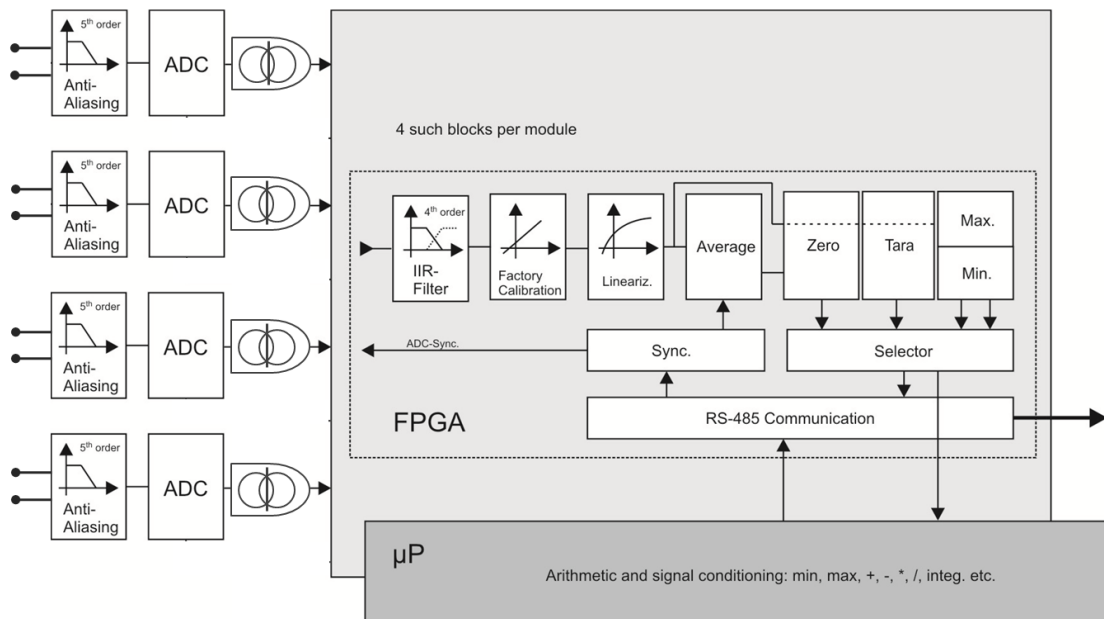 5th order
Anti-
Aliasing
ADC
5th order
Anti-
Aliasing
ADC
5th order
Anti-
Aliasing
ADC
5th order
Anti-
Aliasing
ADC
4 such blocks per module
4th order
IIR-
Filter
Factory
Calibration
Lineariz.
Average
Zero
Tara
Max.
Min.
ADC-Sync.
Sync.
Selector
FPGA
RS-485 Communication
µP
Arithmetic and signal conditioning: min, max, +, -, *, /, integ. etc.